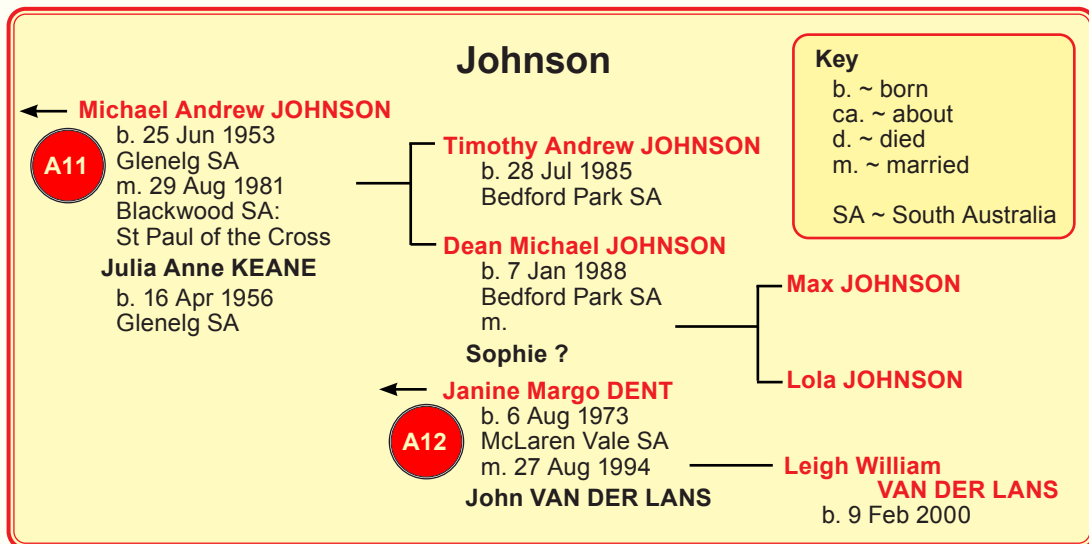 Johnson
Key
b. ~ born
ca. ~ about
d. ~ died
m. ~ married
SA ~ South Australia
Michael Andrew JOHNSON
A11
b. 25 Jun 1953
Glenelg SA
m. 29 Aug 1981
Blackwood SA:
St Paul of the Cross
Julia Anne KEANE
b. 16 Apr 1956
Glenelg SA
Timothy Andrew JOHNSON
b. 28 Jul 1985
Bedford Park SA
Dean Michael JOHNSON
b. 7 Jan 1988
Bedford Park SA
m.
Sophie ?
Max JOHNSON
Lola JOHNSON
Janine Margo DENT
A12
b. 6 Aug 1973
McLaren Vale SA
m. 27 Aug 1994
John VAN DER LANS
Leigh William
VAN DER LANS
b. 9 Feb 2000